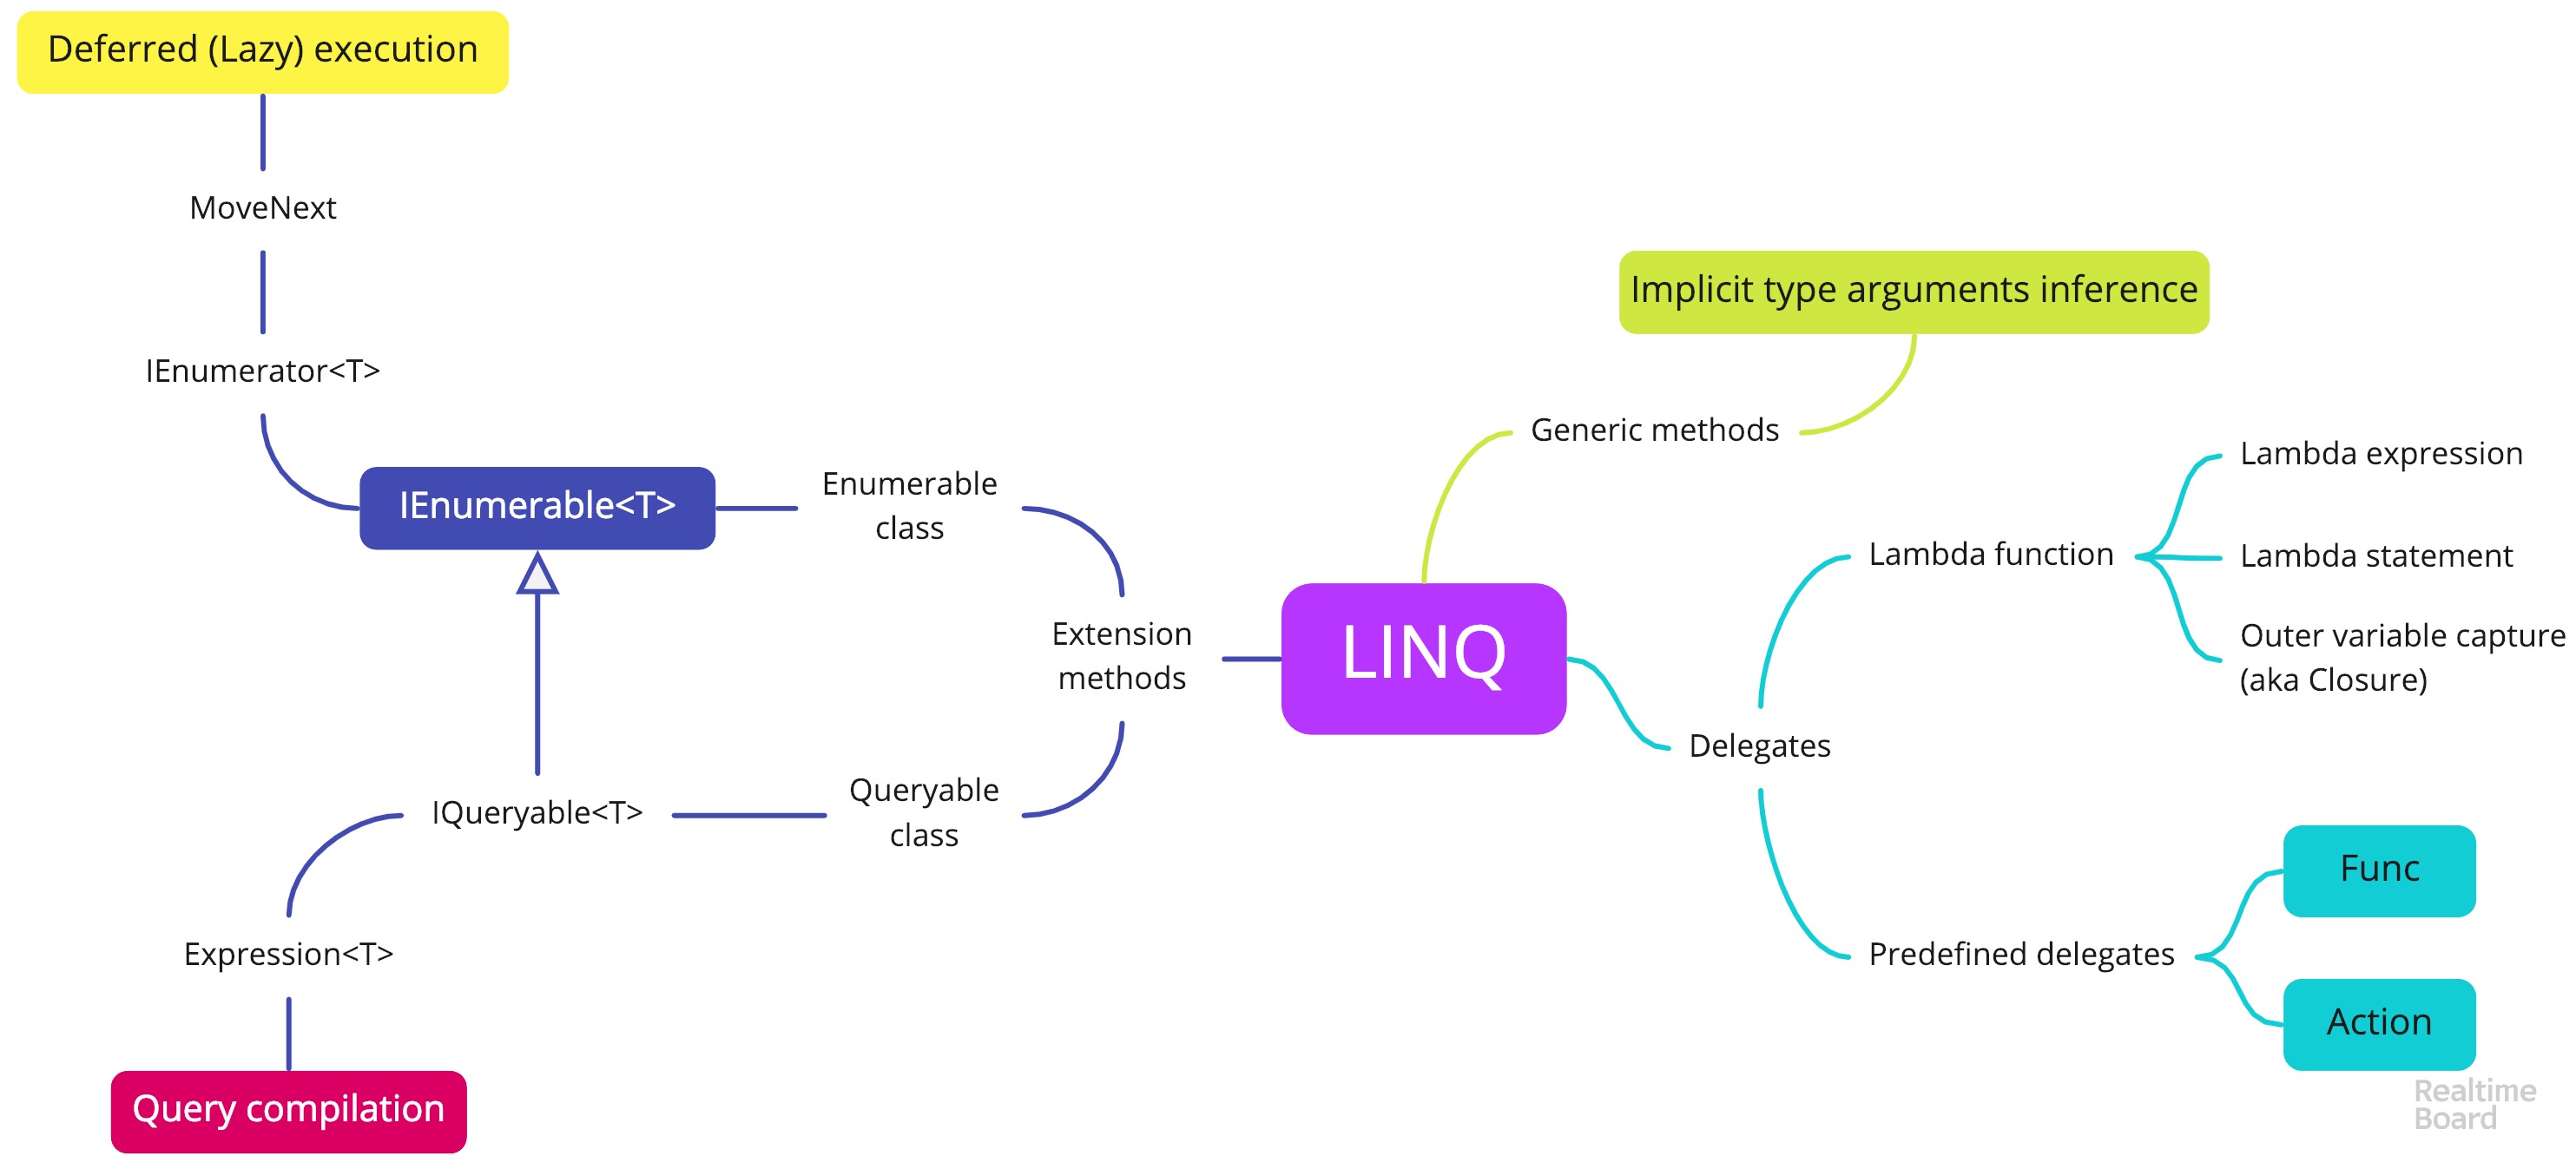 Deferred (Lazy) execution
MoveNext
IEnumerator<T>
IEnumerable<T>
Enumerable
class
Extension
methods
Queryable
class
IQueryable<T>
Expression<T>
Query compilation
LINQ
Implicit type arguments inference
Generic methods
Delegates
Lambda function
Lambda expression
Lambda statement
Outer variable capture
(aka Closure)
Predefined delegates
Func
Action
Realtime
Board